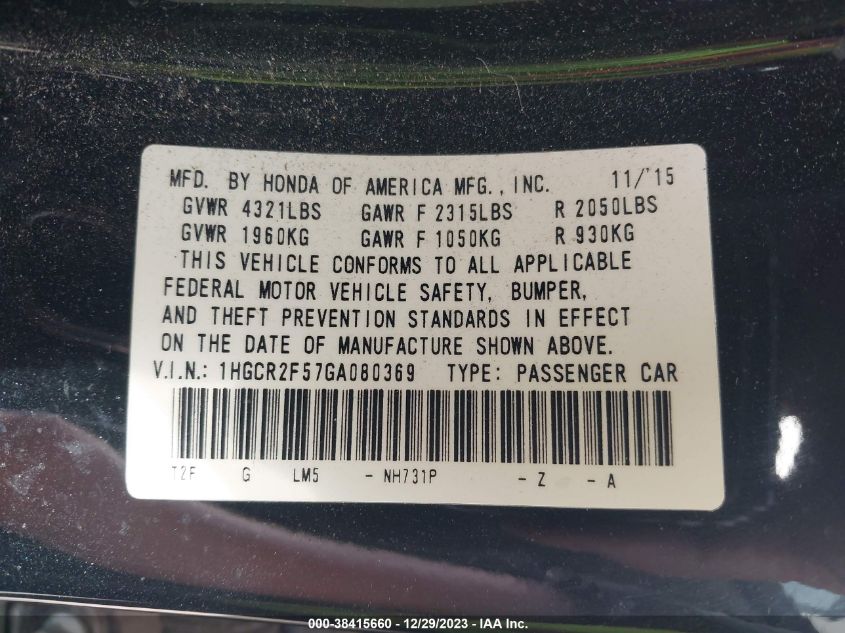 MFD. BY HONDA OF AMERICA MFG., INC. 11/'15
GVWR 4321LBS GAWR F 2315LBS R 2050LBS
GVWR 1960KG GAWR F 1050KG R 930KG
THIS VEHICLE CONFORMS TO ALL APPLICABLE
FEDERAL MOTOR VEHICLE SAFETY, BUMPER,
AND THEFT PREVENTION STANDARDS IN EFFECT
ON THE DATE OF MANUFACTURE SHOWN ABOVE.
V.I.N.: 1HGCR2F57GA080369 TYPE: PASSENGER CAR
T2F G LM5 - NH731P - Z - A
000-38415660 - 12/29/2023 - IAA Inc.